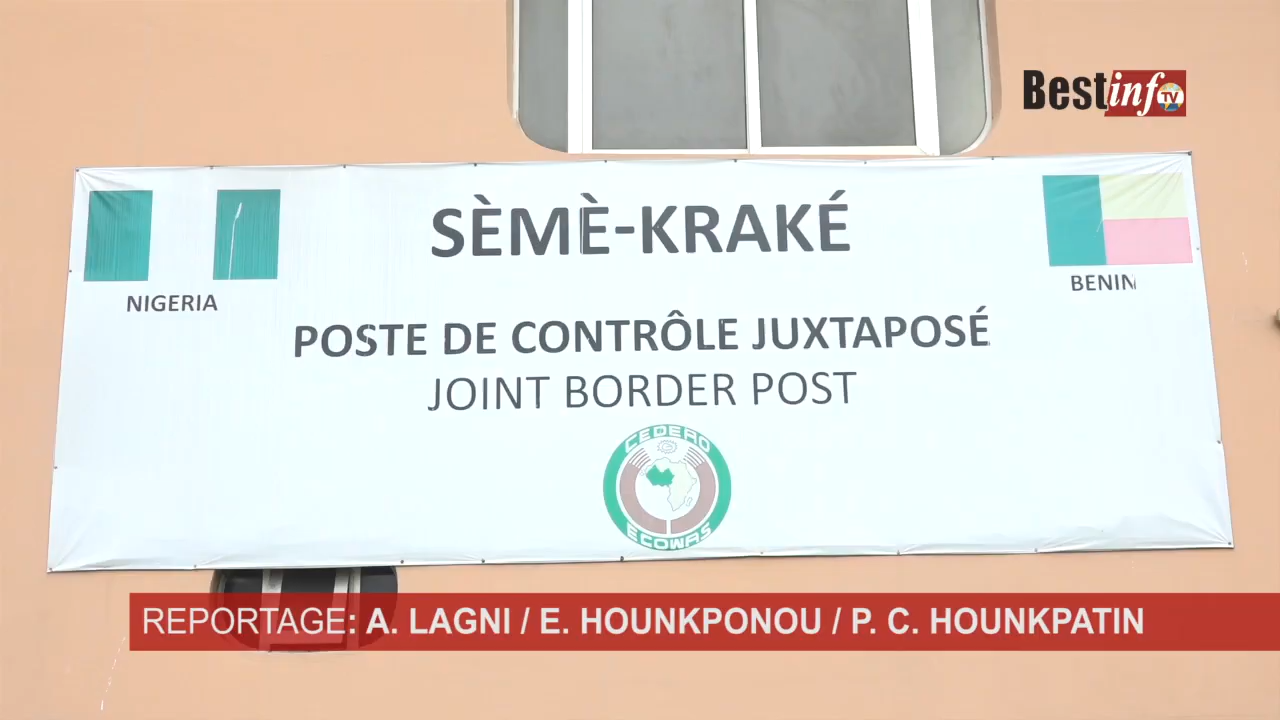 Bestinfo TV
SÈMÈ-KRAKÉ
NIGERIA
BENIN
POSTE DE CONTRÔLE JUXTAPOSÉ
JOINT BORDER POST
CEDEAO
ECOWAS
REPORTAGE: A. LAGNI / E. HOUNKPONOU / P. C. HOUNKPATIN